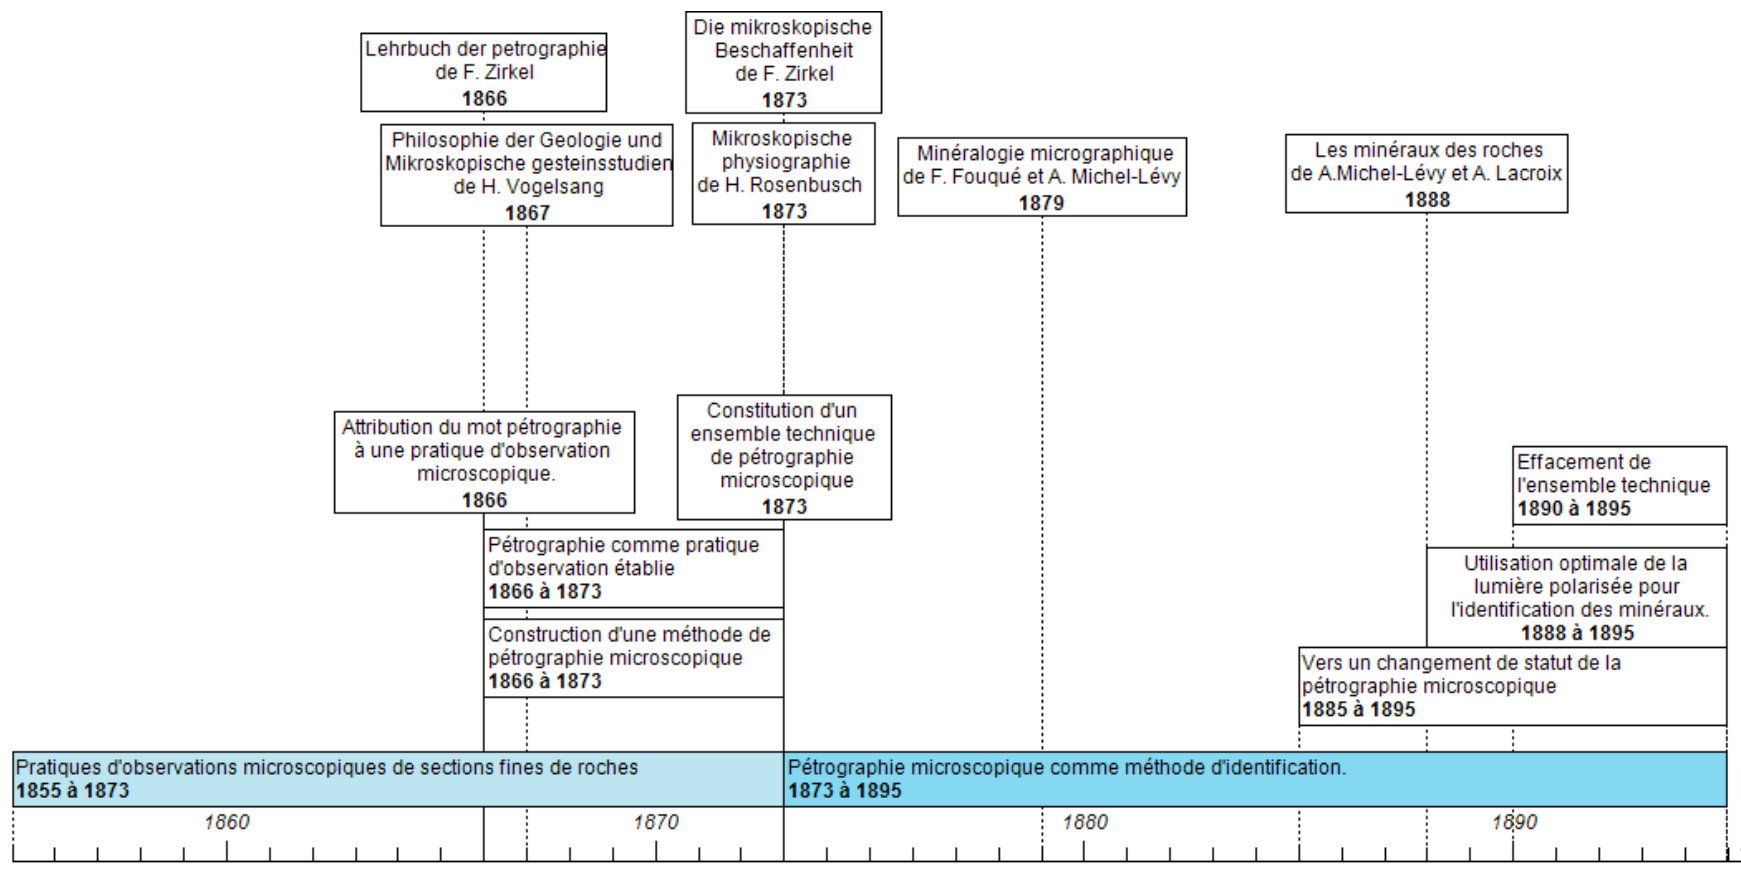 Lehrbuch der petrographie
de F. Zirkel
1866
Philosophie der Geologie und
Mikroskopische gesteinsstudien
de H. Vogelsang
1867
Die mikroskopische
Beschaffenheit
de F. Zirkel
1873
Mikroskopische
physiographie
de H. Rosenbusch
1873
Minéralogie micrographique
de F. Fouqué et A. Michel-Lévy
1879
Les minéraux des roches
de A.Michel-Lévy et A. Lacroix
1888
Attribution du mot pétrographie
à une pratique d'observation
microscopique.
1866
Constitution d'un
ensemble technique
de pétrographie
microscopique
1873
Effacement de
l'ensemble technique
1890 à 1895
Pétrographie comme pratique
d'observation établie
1866 à 1873
Utilisation optimale de la
lumière polarisée pour
l'identification des minéraux.
1888 à 1895
Construction d'une méthode de
pétrographie microscopique
1866 à 1873
Vers un changement de statut de la
pétrographie microscopique
1885 à 1895
Pratiques d'observations microscopiques de sections fines de roches
1855 à 1873
Pétrographie microscopique comme méthode d'identification.
1873 à 1895
1860 1870 1880 1890